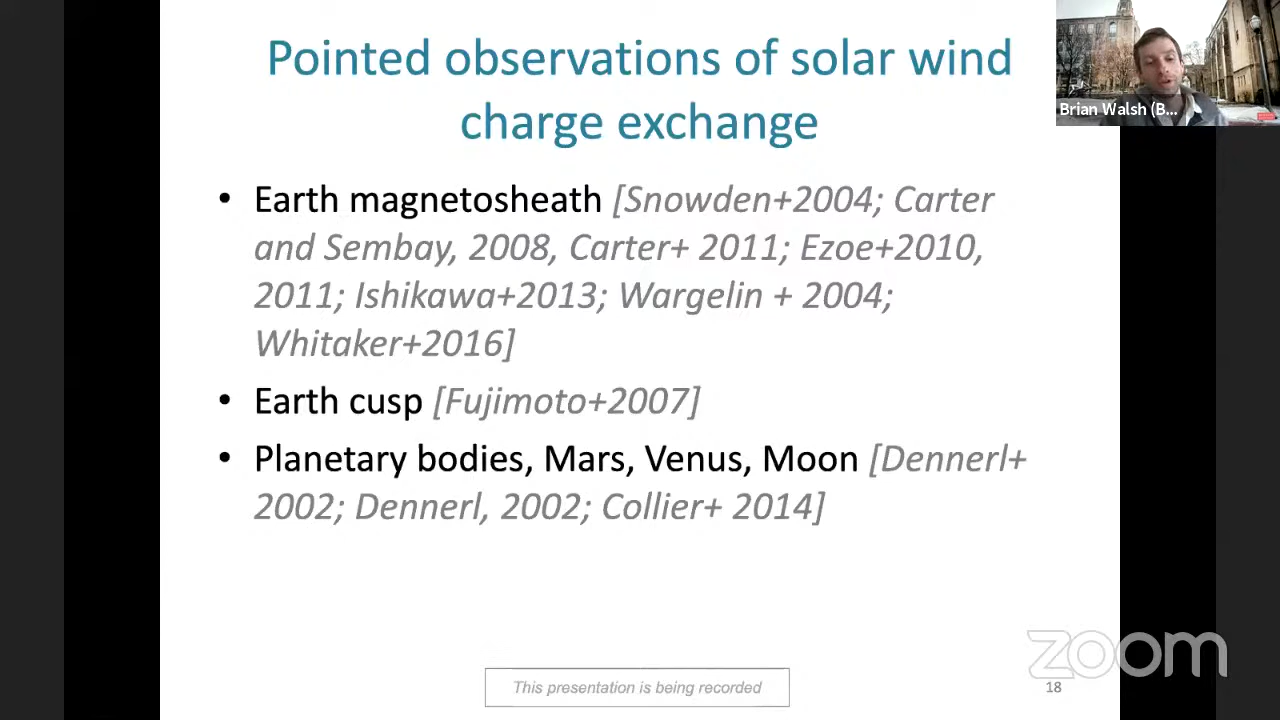 Pointed observations of solar wind
charge exchange
Brian Walsh (B...
• Earth magnetosheath [Snowden+2004; Carter
and Sembay, 2008, Carter+ 2011; Ezoe+2010,
2011; Ishikawa+2013; Wargelin + 2004;
Whitaker+2016]
• Earth cusp [Fujimoto+2007]
• Planetary bodies, Mars, Venus, Moon [Dennerl+
2002; Dennerl, 2002; Collier+ 2014]
zoom
This presentation is being recorded
18